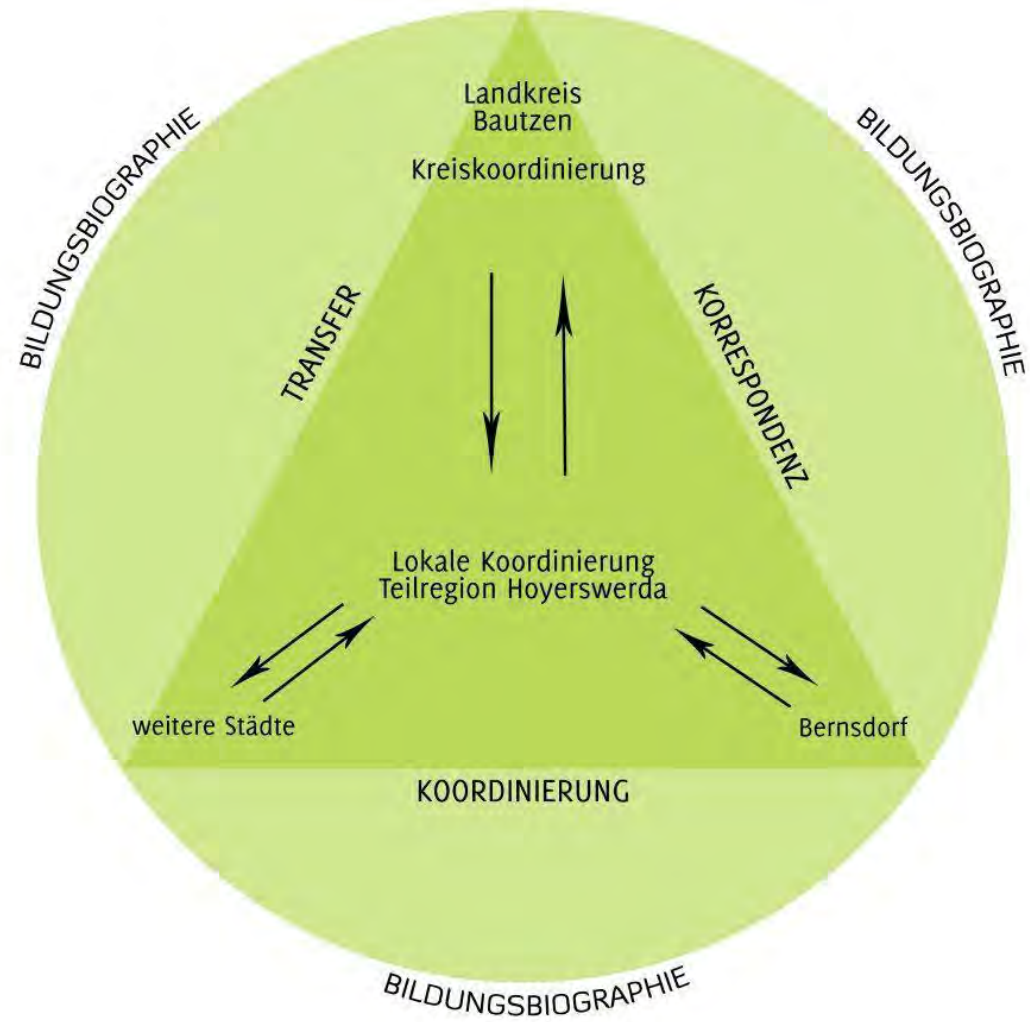 BILDUNGSBIOGRAPHIE
BILDUNGSBIOGRAPHIE
Landkreis
Bautzen
Kreiskoordinierung
TRANSFER
KORRESPONDENZ
Lokale Koordinierung
Teilregion Hoyerswerda
weitere Städte
Bernsdorf
KOORDINIERUNG
BILDUNGSBIOGRAPHIE